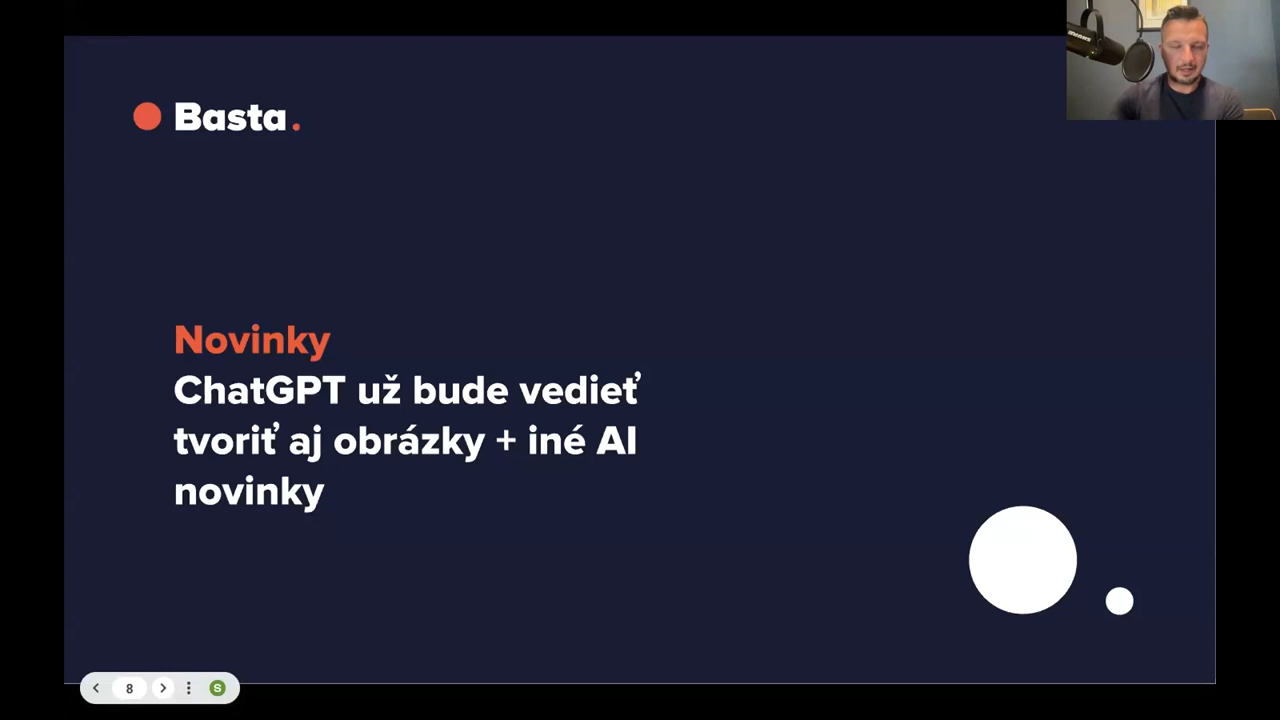 Basta.
Novinky
ChatGPT už bude vedieť
tvoriť aj obrázky + iné AI
novinky
8
S